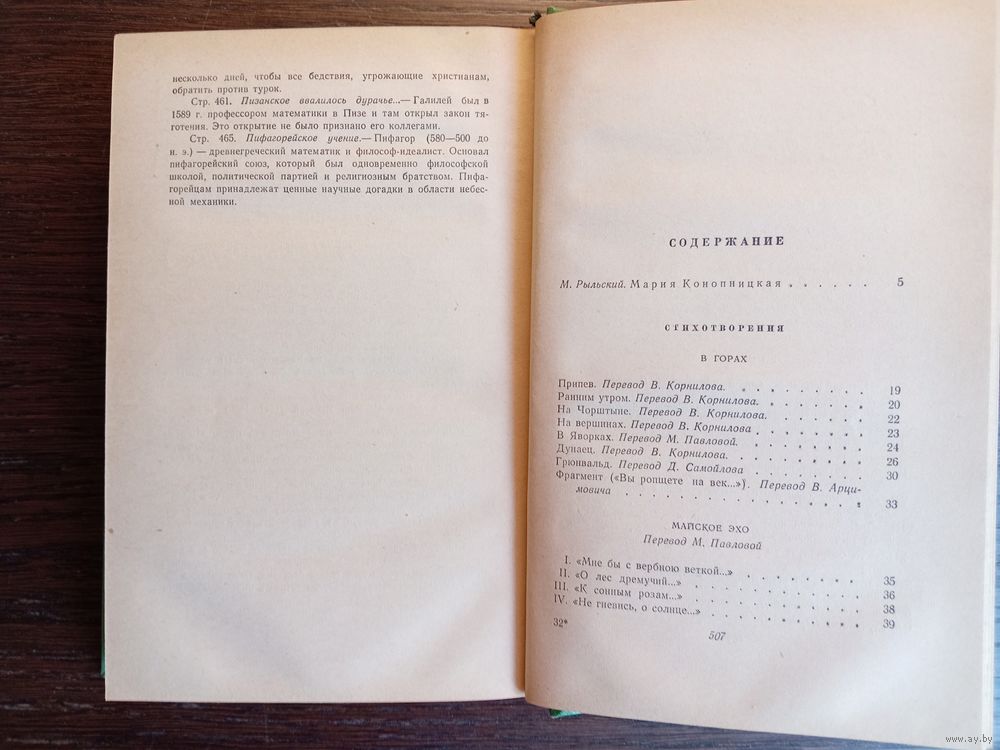 несколько дней, чтобы все бедствия, угрожающие христианам,
обратить против турок.
Стр. 461. Пизанское ввалилось дурачье...— Галилей был в
1589 г. профессором математики в Пизе и там открыл закон тя-
готения. Это открытие не было признано его коллегами.
Стр. 465. Пифагорейское учение.— Пифагор (580—500 до
н. э.) — древнегреческий математик и философ-идеалист. Основал
пифагорейский союз, который был одновременно философской
школой, политической партией и религиозным братством. Пифа-
горейцам принадлежат ценные научные догадки в области небес-
ной механики.
СОДЕРЖАНИЕ
М. Рыльский. Мария Конопницкая . . . . . . 5
СТИХОТВОРЕНИЯ
В ГОРАХ
Припев. Перевод В. Корнилова. . . . . . . . . 19
Ранним утром. Перевод В. Корнилова. . . . . . . 20
На Чорштыне. Перевод В. Корнилова. . . . . . . 22
На вершинах. Перевод В. Корнилова . . . . . . . 23
В Яворках. Перевод М. Павловой. . . . . . . . 24
Дунаец. Перевод В. Корнилова. . . . . . . . . 26
Грюнвальд. Перевод Д. Самойлова . . . . . . . 30
Фрагмент («Вы ропщете на век...»). Перевод В. Арци-
мовича . . . . . . . . . . . . . . 33
МАЙСКОЕ ЭХО
Перевод М. Павловой
I. «Мне бы с вербною веткой...» . . . . . . . 35
II. «О лес дремучий...» . . . . . . . . . 36
III. «К сонным розам...» . . . . . . . . . 38
IV. «Не гневись, о солнце...» . . . . . . . . 39
32*
507
www.ay.by